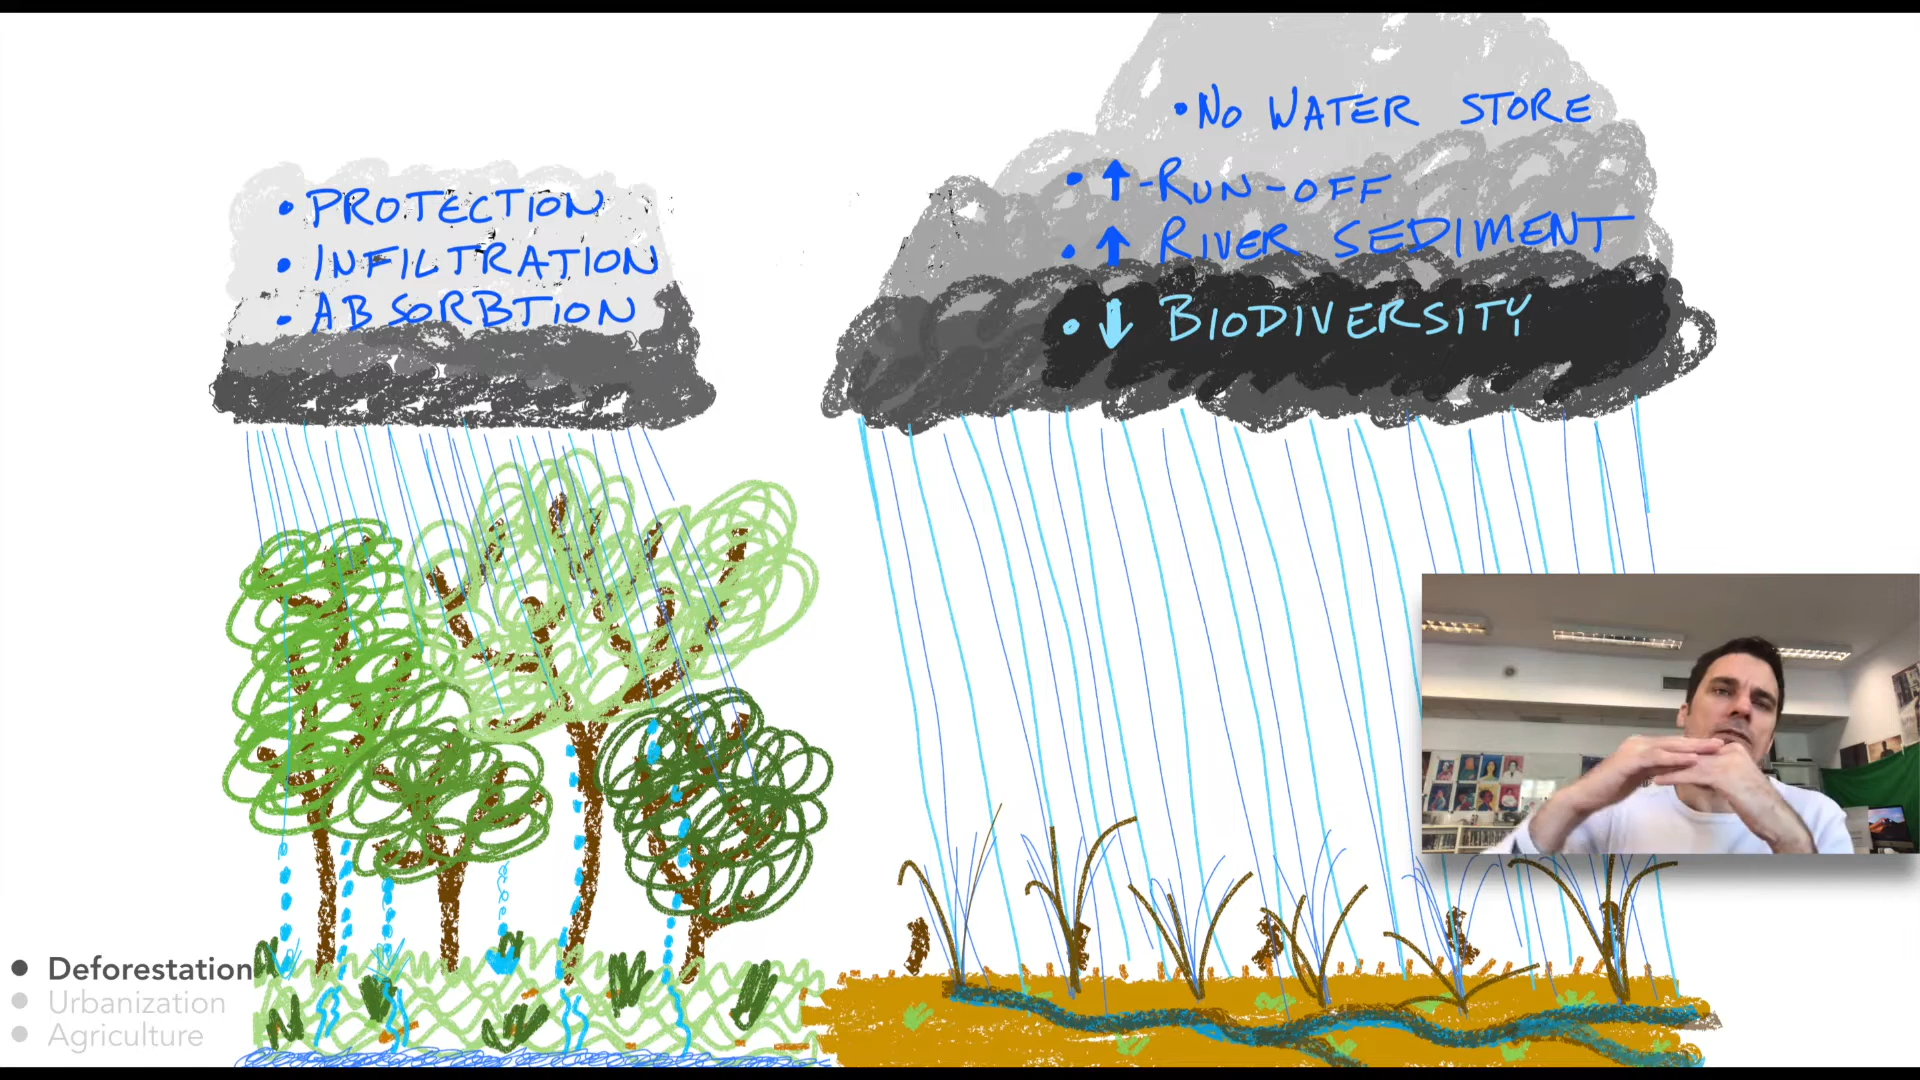 • PROTECTION
• INFILTRATION
• ABSORBTION
• NO WATER STORE
• ↑-RUN-OFF
• ↑ RIVER SEDIMENT
• ↓ BIODIVERSITY
• Deforestation
• Urbanization
• Agriculture